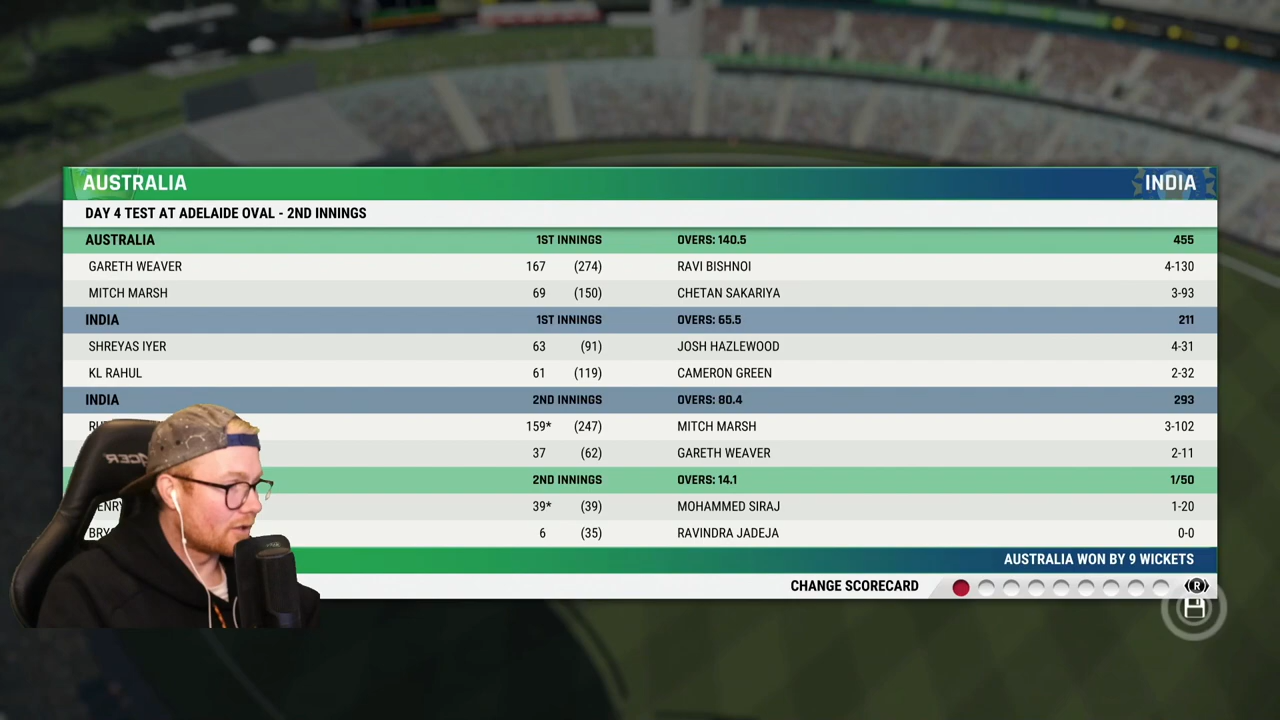 AUSTRALIA INDIA
DAY 4 TEST AT ADELAIDE OVAL - 2ND INNINGS
AUSTRALIA 1ST INNINGS OVERS: 140.5 455
GARETH WEAVER 167 (274) RAVI BISHNOI 4-130
MITCH MARSH 69 (150) CHETAN SAKARIYA 3-93
INDIA 1ST INNINGS OVERS: 65.5 211
SHREYAS IYER 63 (91) JOSH HAZLEWOOD 4-31
KL RAHUL 61 (119) CAMERON GREEN 2-32
INDIA 2ND INNINGS OVERS: 80.4 293
159* (247) MITCH MARSH 3-102
37 (62) GARETH WEAVER 2-11
2ND INNINGS OVERS: 14.1 1/50
39* (39) MOHAMMED SIRAJ 1-20
6 (35) RAVINDRA JADEJA 0-0
AUSTRALIA WON BY 9 WICKETS
CHANGE SCORECARD R